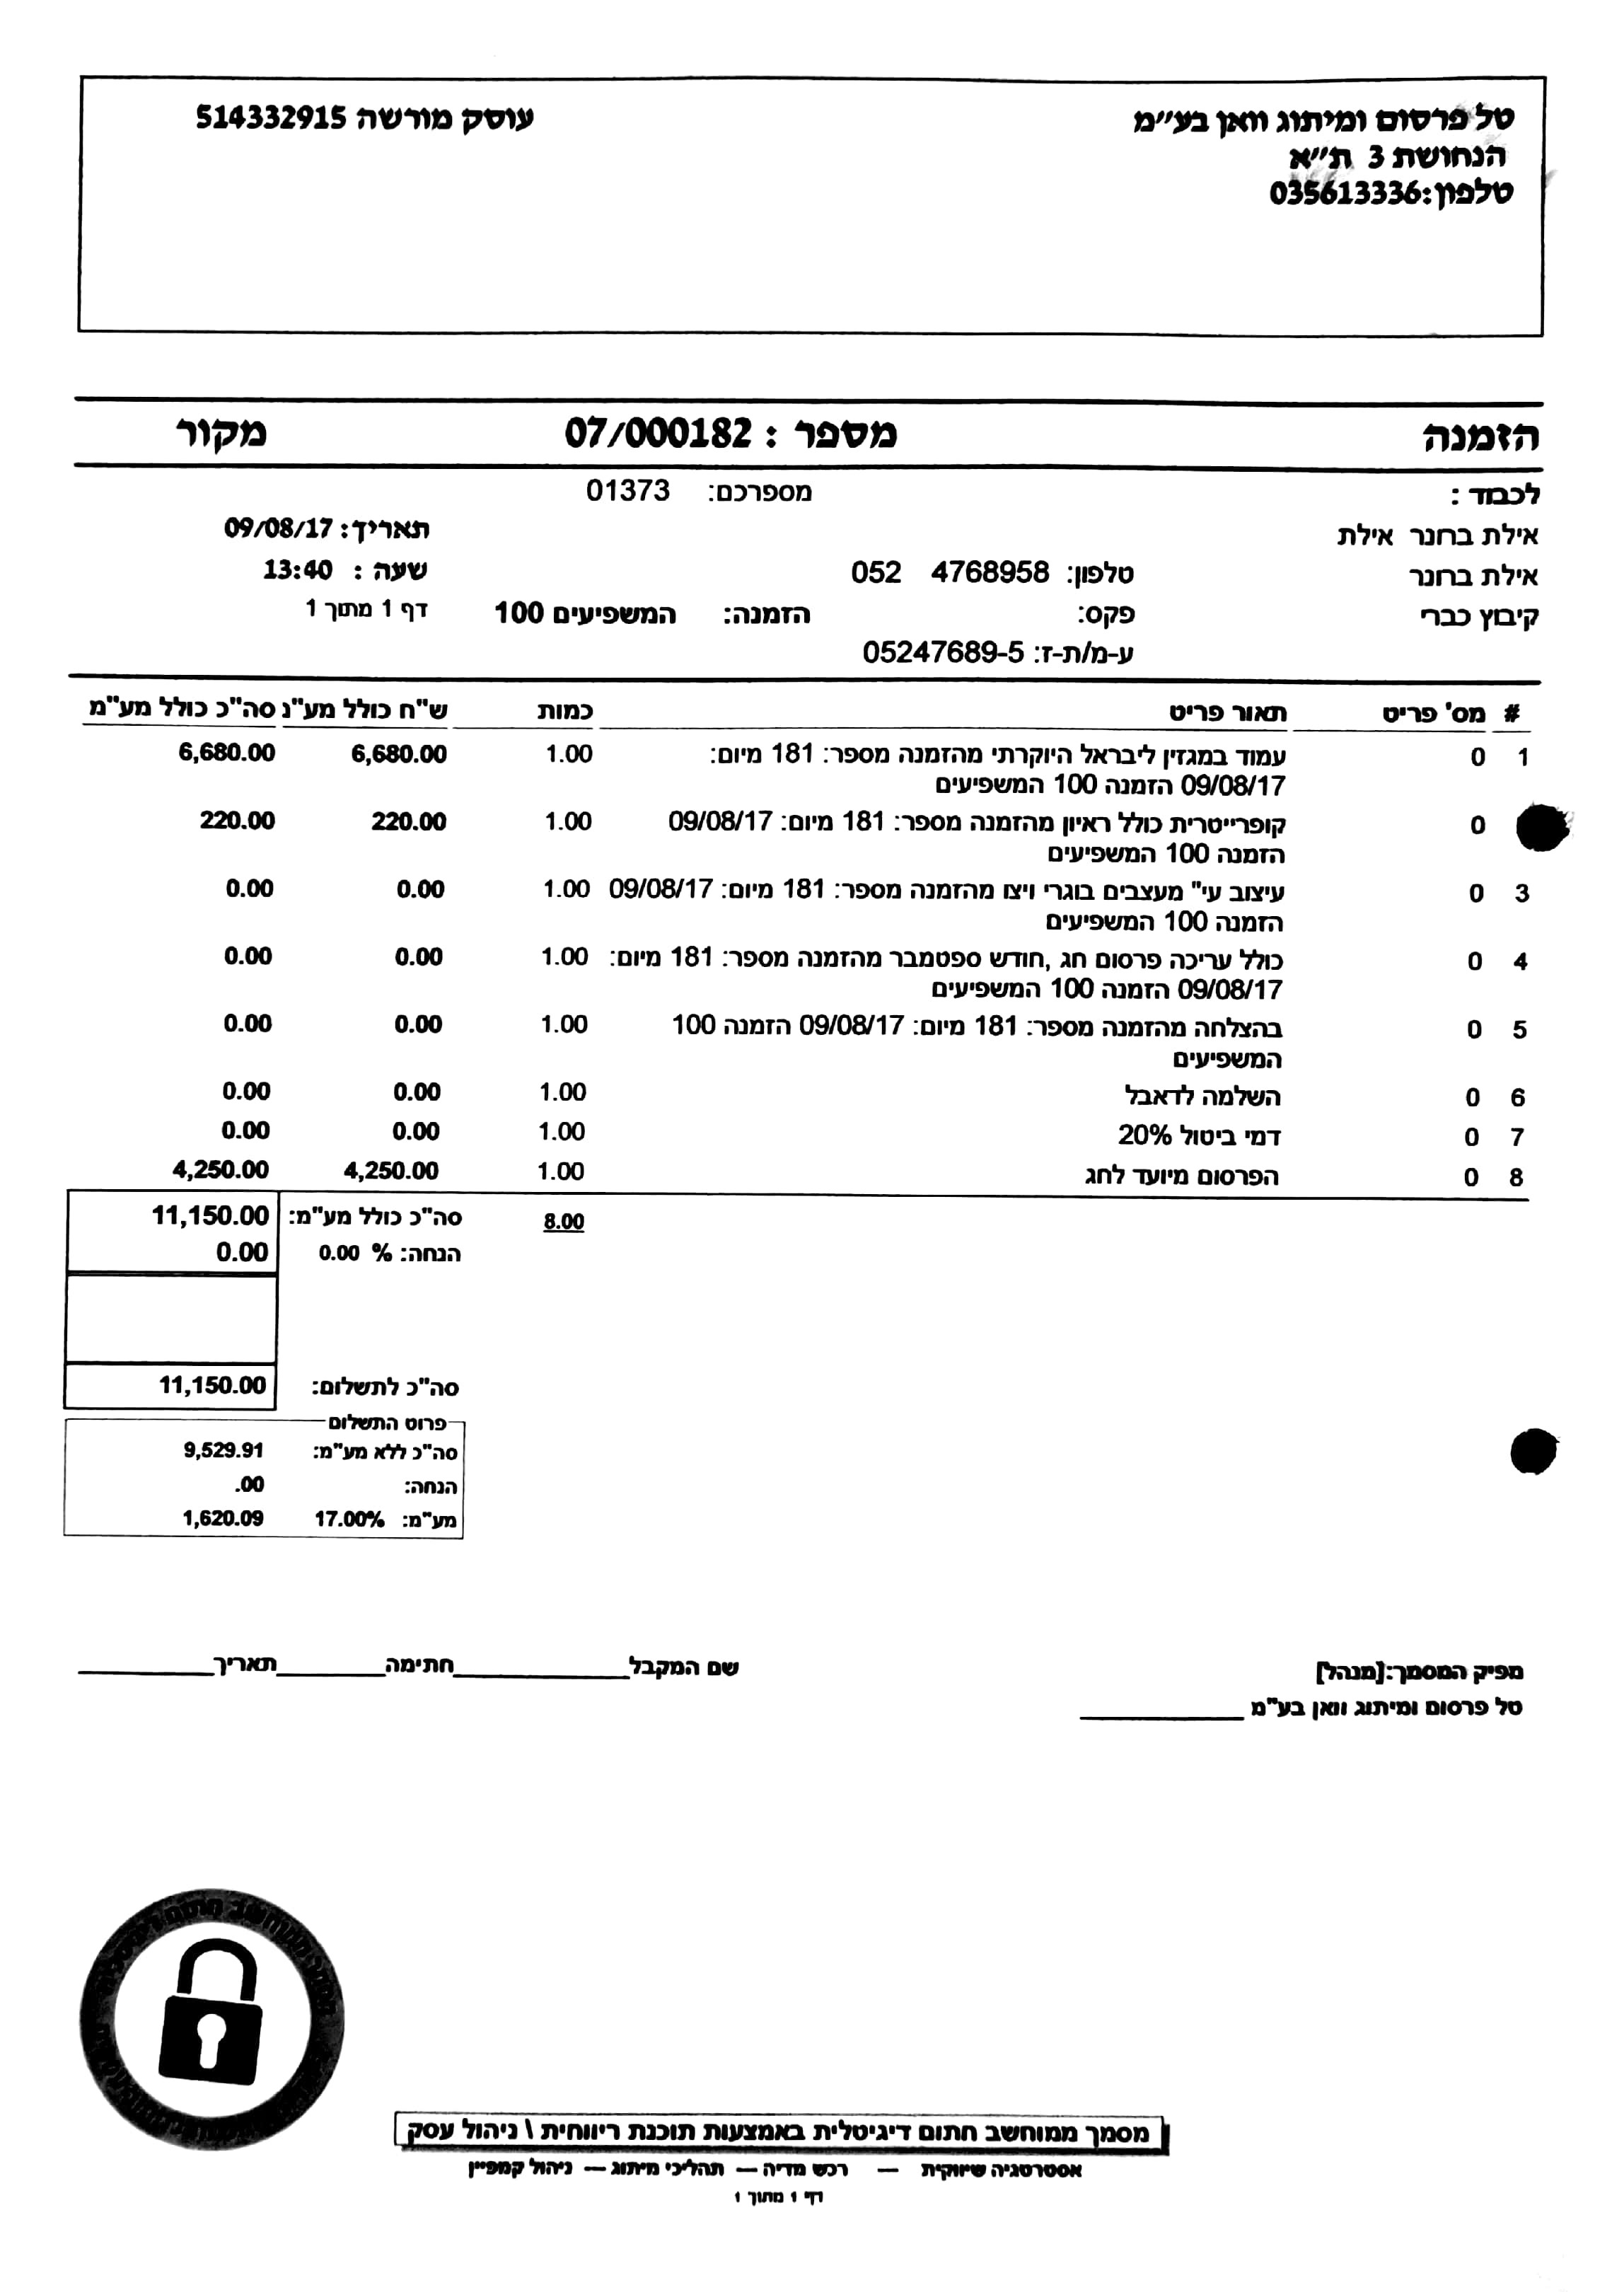 טל פרסום ומיתוג וואן בע״מ עוסק מורשה 514332915
הנחושת 3 ת״א
טלפון:035613336
הזמנה מספר : 07/000182 מקור
לכבוד : מספרכם: 01373
אילת ברונר אילת תאריך: 09/08/17
אילת ברונר טלפון: 052 4768958 שעה : 13:40
קיבוץ כברי פקס: הזמנה: המשפיעים 100 דף 1 מתוך 1
ע-מ/ת-ז: 05247689-5
# מס' פריט תאור פריט כמות ש"ח כולל מע"נ סה"כ כולל מע"מ
1 0 עמוד במגזין ליבראל היוקרתי מהזמנה מספר: 181 מיום: 1.00 6,680.00 6,680.00
09/08/17 הזמנה 100 המשפיעים
0 קופרייטרית כולל ראיון מהזמנה מספר: 181 מיום: 09/08/17 1.00 220.00 220.00
הזמנה 100 המשפיעים
3 0 עיצוב עי" מעצבים בוגרי ויצו מהזמנה מספר: 181 מיום: 09/08/17 1.00 0.00 0.00
הזמנה 100 המשפיעים
4 0 כולל עריכה פרסום חג ,חודש ספטמבר מהזמנה מספר: 181 מיום: 1.00 0.00 0.00
09/08/17 הזמנה 100 המשפיעים
5 0 בהצלחה מהזמנה מספר: 181 מיום: 09/08/17 הזמנה 100 1.00 0.00 0.00
המשפיעים
6 0 השלמה לדאבל 1.00 0.00 0.00
7 0 דמי ביטול 20% 1.00 0.00 0.00
8 0 הפרסום מיועד לחג 1.00 4,250.00 4,250.00
8.00 סה"כ כולל מע"מ: 11,150.00
הנחה: % 0.00 0.00
סה"כ לתשלום: 11,150.00
פרוט התשלום
סה"כ ללא מע"מ: 9,529.91
הנחה: .00
מע"מ: 17.00% 1,620.09
מפיק המסמך:[מנהל] שם המקבל חתימה תאריך
טל פרסום ומיתוג וואן בע"מ
מסמך ממוחשב חתום דיגיטלית באמצעות תוכנת ריווחית \ ניהול עסק
אסטרטגיה שיווקית — רכש מדיה — תהליכי מיתוג — ניהול קמפיין
דף 1 מתוך 1